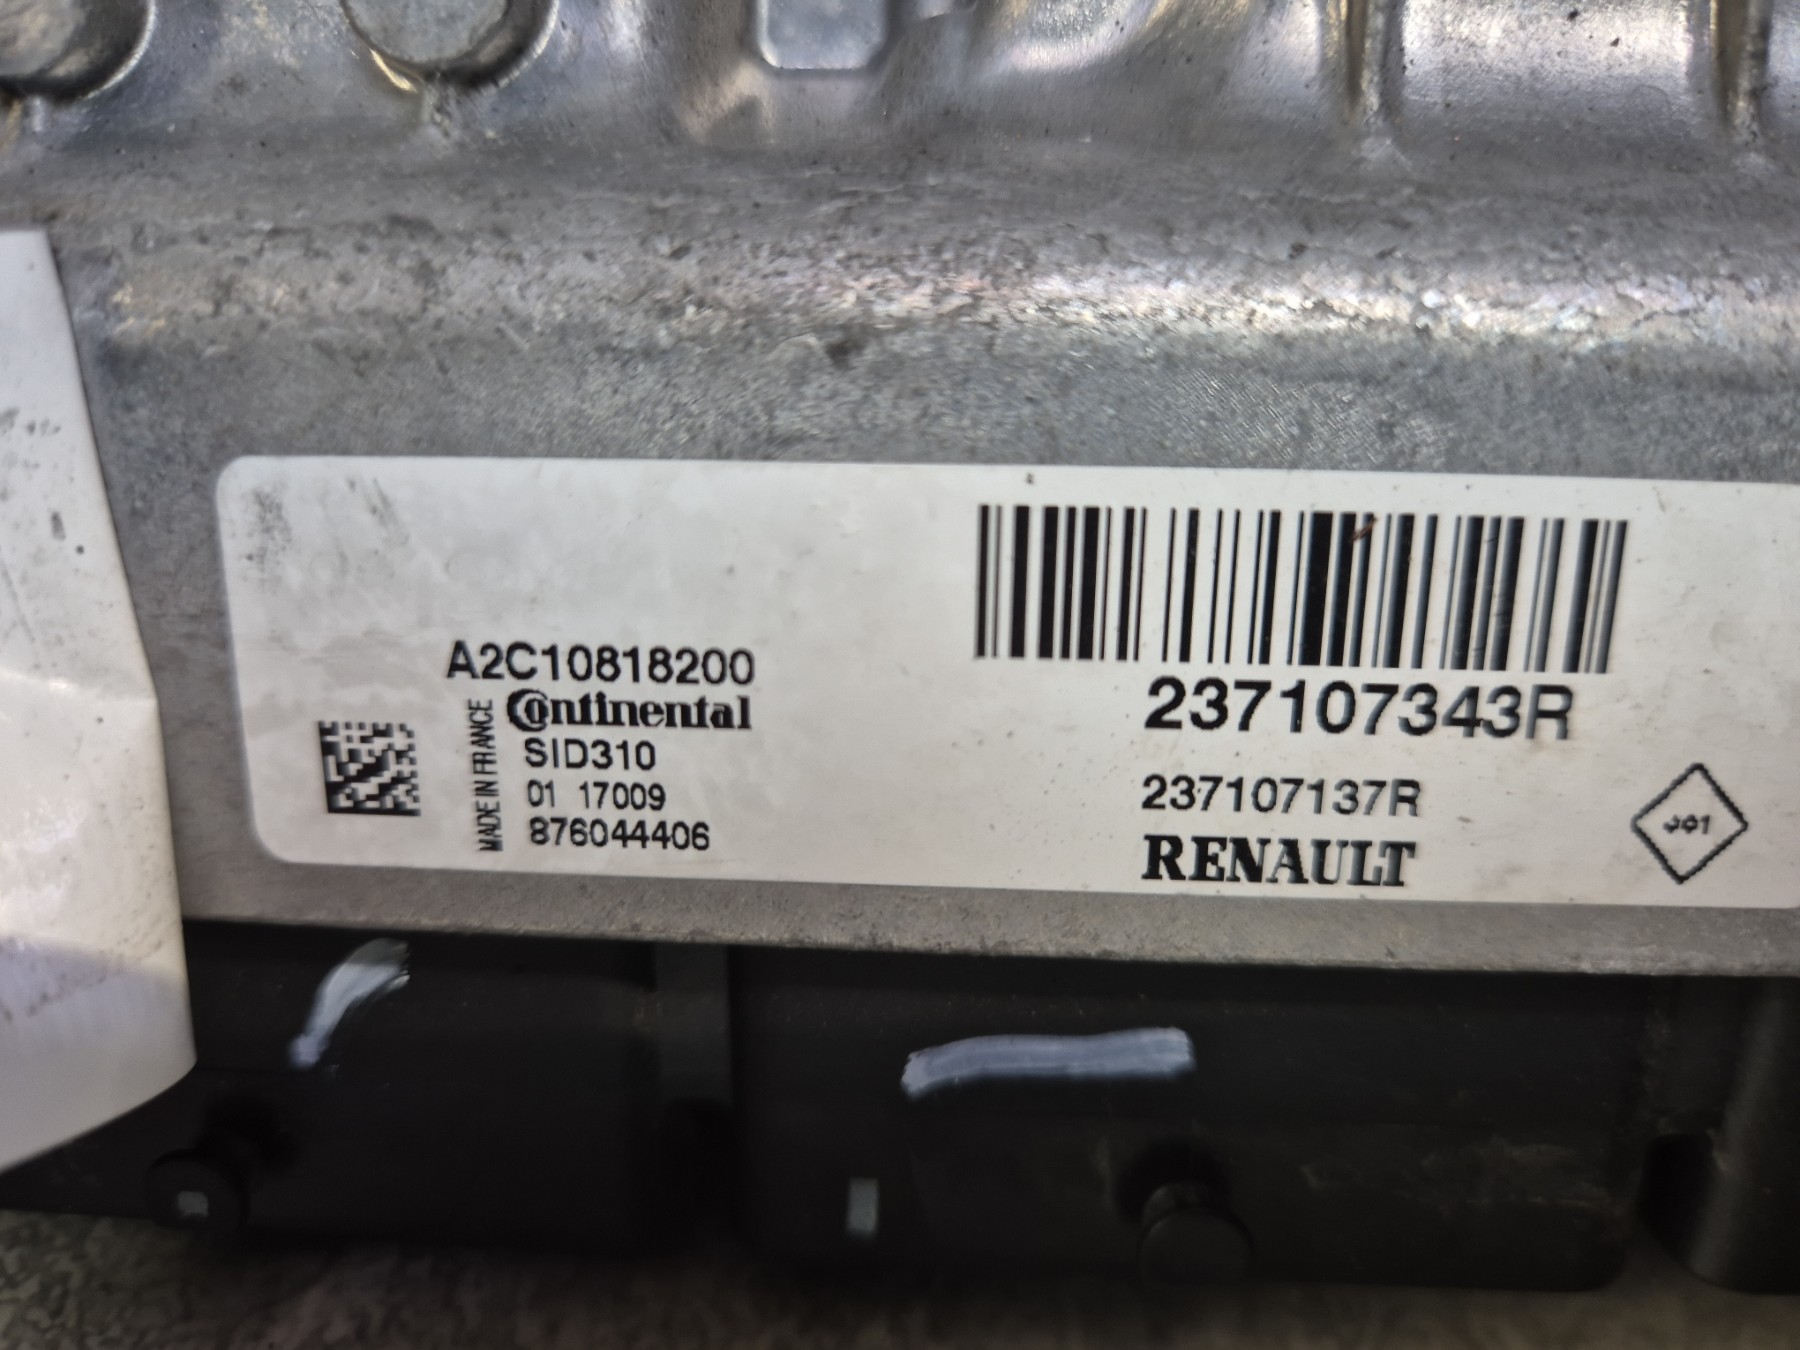 A2C10818200
MADE IN FRANCE
Continental
SID310
01 17009
876044406
237107343R
237107137R
RENAULT